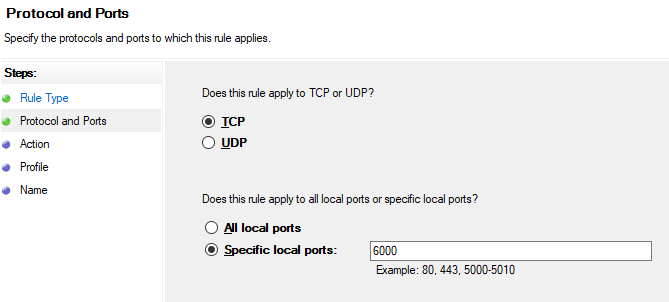 Protocol and Ports
Specify the protocols and ports to which this rule applies.
Steps:
Rule Type
Protocol and Ports
Action
Profile
Name
Does this rule apply to TCP or UDP?
TCP
UDP
Does this rule apply to all local ports or specific local ports?
All local ports
Specific local ports: 6000
Example: 80, 443, 5000-5010